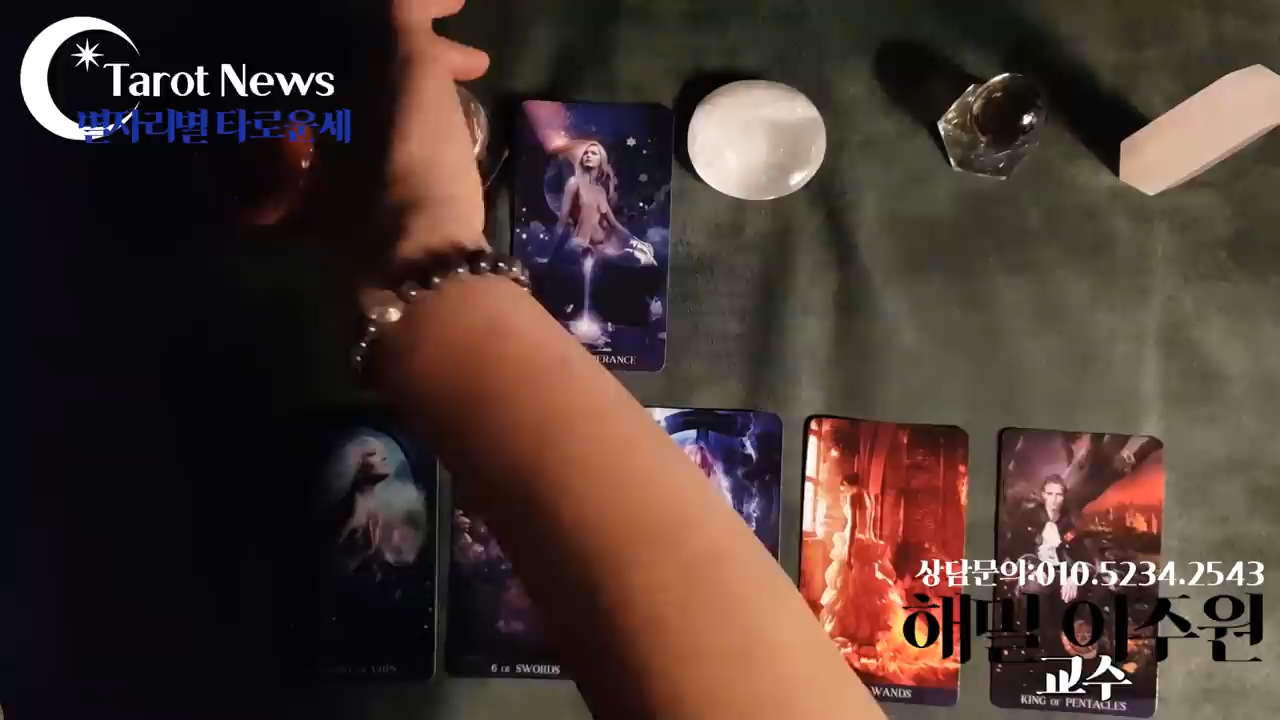 Tarot News
별자리별 타로운세
ERANCE
6 OF SWORDS
WANDS
상담문의:010.5234.2543
해밀 이주원
교수
KING OF PENTACLES